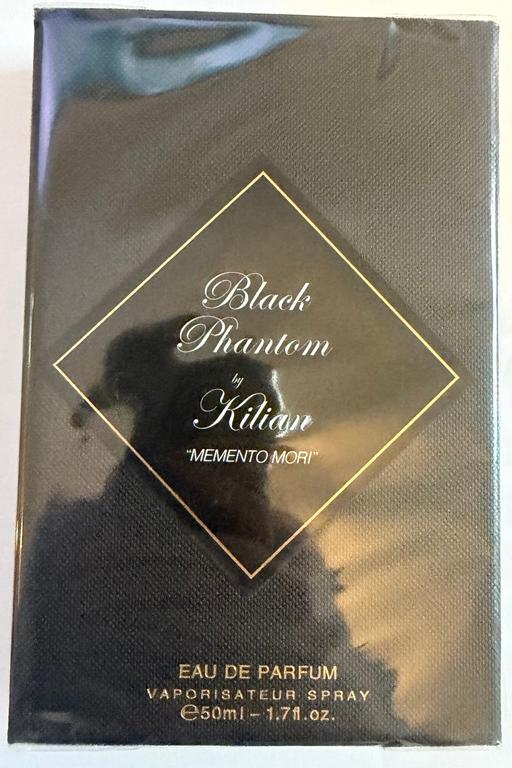 Black
Phantom
by
Kilian
"MEMENTO MORI"
EAU DE PARFUM
VAPORISATEUR SPRAY
℮50ml – 1.7fl.oz.